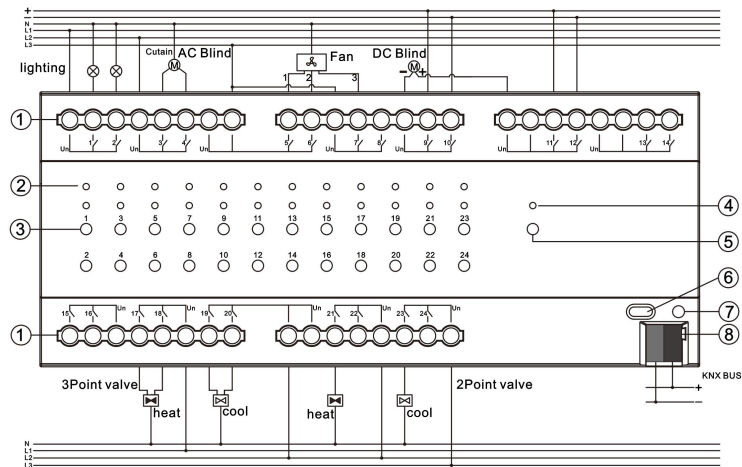 +
−
N
L1
L2
L3
lighting
Cutain
AC Blind
M
Fan
1 2 3
DC Blind
− M +
1
Un 1 2 Un 3 4 Un 5 6 Un 7 8 Un 9 10 Un 11 12 Un 13 14
2
4
3
1 3 5 7 9 11 13 15 17 19 21 23
5
2 4 6 8 10 12 14 16 18 20 22 24
6
7
15 16 Un 17 18 Un 19 20 Un 21 22 Un 23 24 Un
1
8
KNX BUS
+
−
3Point valve
heat
cool
heat
cool
2Point valve
N
L1
L2
L3